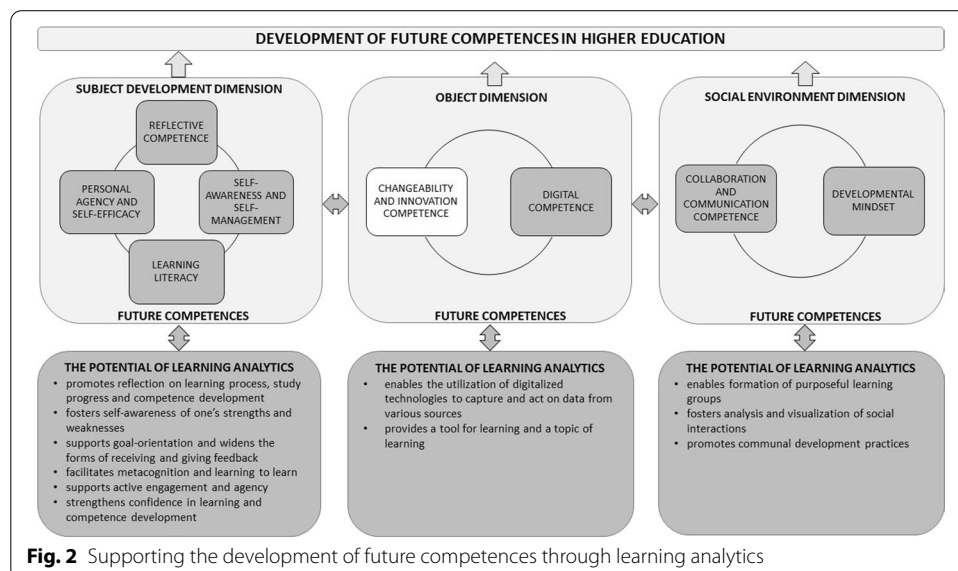 DEVELOPMENT OF FUTURE COMPETENCES IN HIGHER EDUCATION
SUBJECT DEVELOPMENT DIMENSION
REFLECTIVE
COMPETENCE
PERSONAL
AGENCY AND
SELF-EFFICACY
SELF-
AWARENESS AND
SELF-
MANAGEMENT
LEARNING
LITERACY
FUTURE COMPETENCES
OBJECT DIMENSION
CHANGEABILITY
AND INNOVATION
COMPETENCE
DIGITAL
COMPETENCE
FUTURE COMPETENCES
SOCIAL ENVIRONMENT DIMENSION
COLLABORATION
AND
COMMUNICATION
COMPETENCE
DEVELOPMENTAL
MINDSET
FUTURE COMPETENCES
THE POTENTIAL OF LEARNING ANALYTICS
• promotes reflection on learning process, study
progress and competence development
• fosters self-awareness of one's strengths and
weaknesses
• supports goal-orientation and widens the
forms of receiving and giving feedback
• facilitates metacognition and learning to learn
• supports active engagement and agency
• strengthens confidence in learning and
competence development
THE POTENTIAL OF LEARNING ANALYTICS
• enables the utilization of digitalized
technologies to capture and act on data from
various sources
• provides a tool for learning and a topic of
learning
THE POTENTIAL OF LEARNING ANALYTICS
• enables formation of purposeful learning
groups
• fosters analysis and visualization of social
interactions
• promotes communal development practices
Fig. 2 Supporting the development of future competences through learning analytics